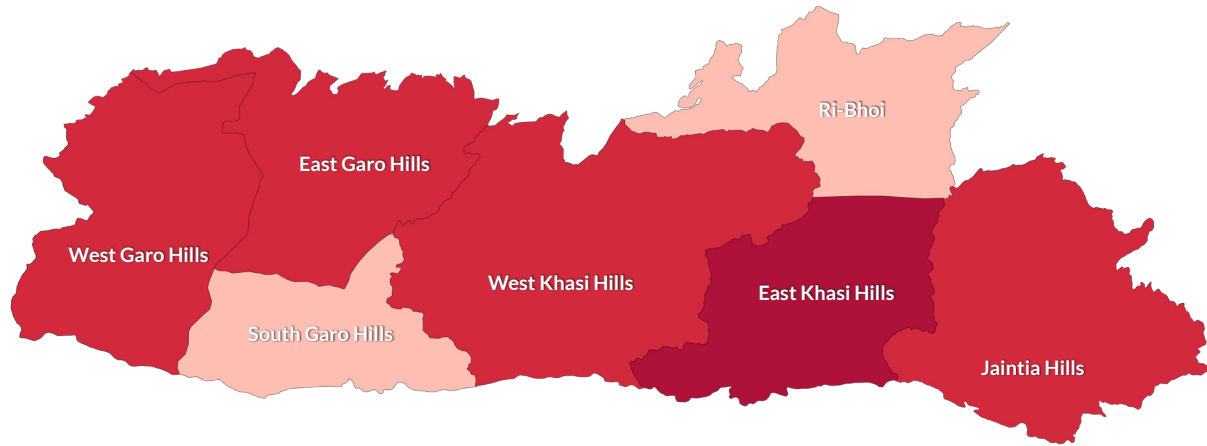 Ri-Bhoi
East Garo Hills
West Garo Hills
West Khasi Hills
East Khasi Hills
South Garo Hills
Jaintia Hills